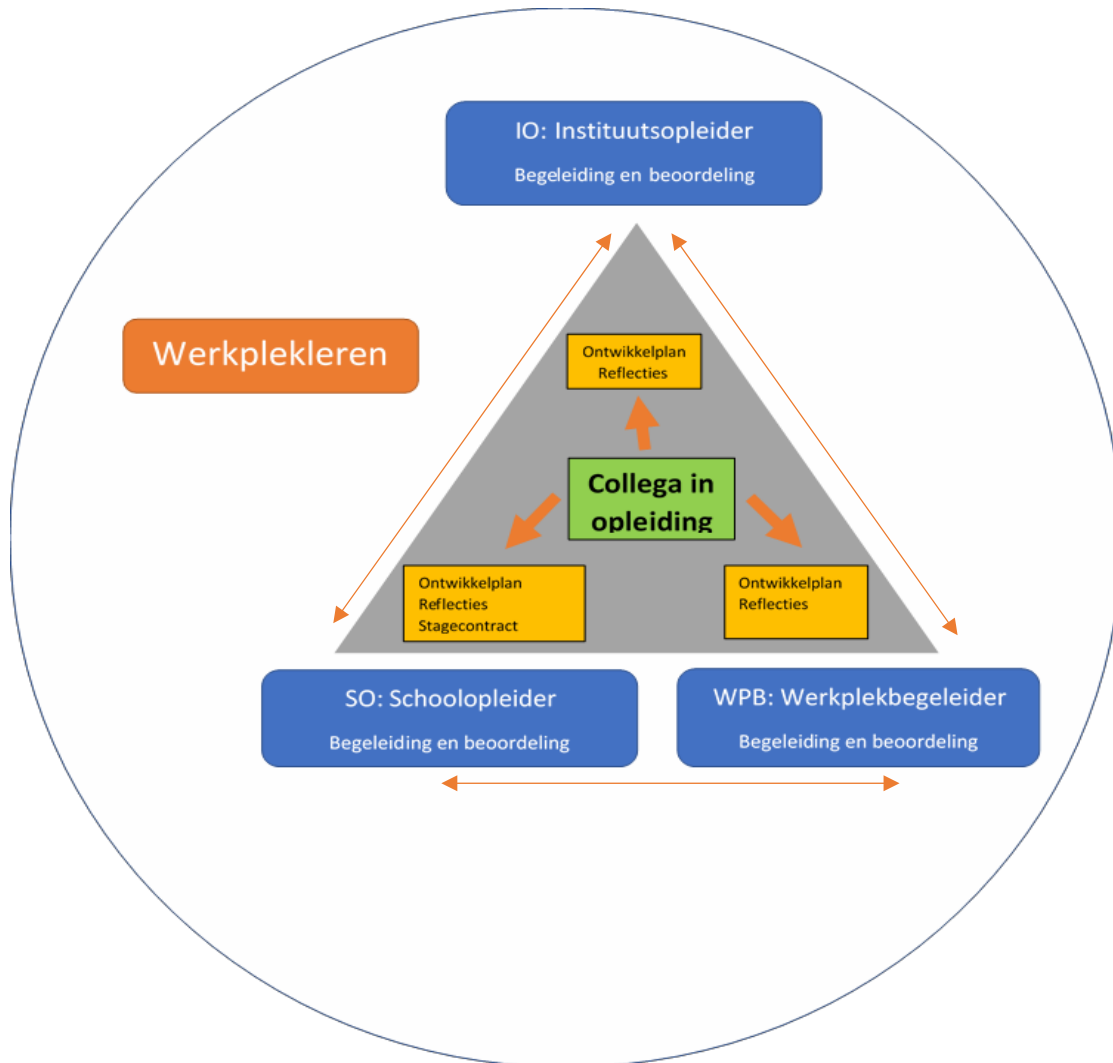 IO: Instituutsopleider
Begeleiding en beoordeling
Werkplekleren
Ontwikkelplan
Reflecties
Collega in
opleiding
Ontwikkelplan
Reflecties
Stagecontract
Ontwikkelplan
Reflecties
SO: Schoolopleider
Begeleiding en beoordeling
WPB: Werkplekbegeleider
Begeleiding en beoordeling